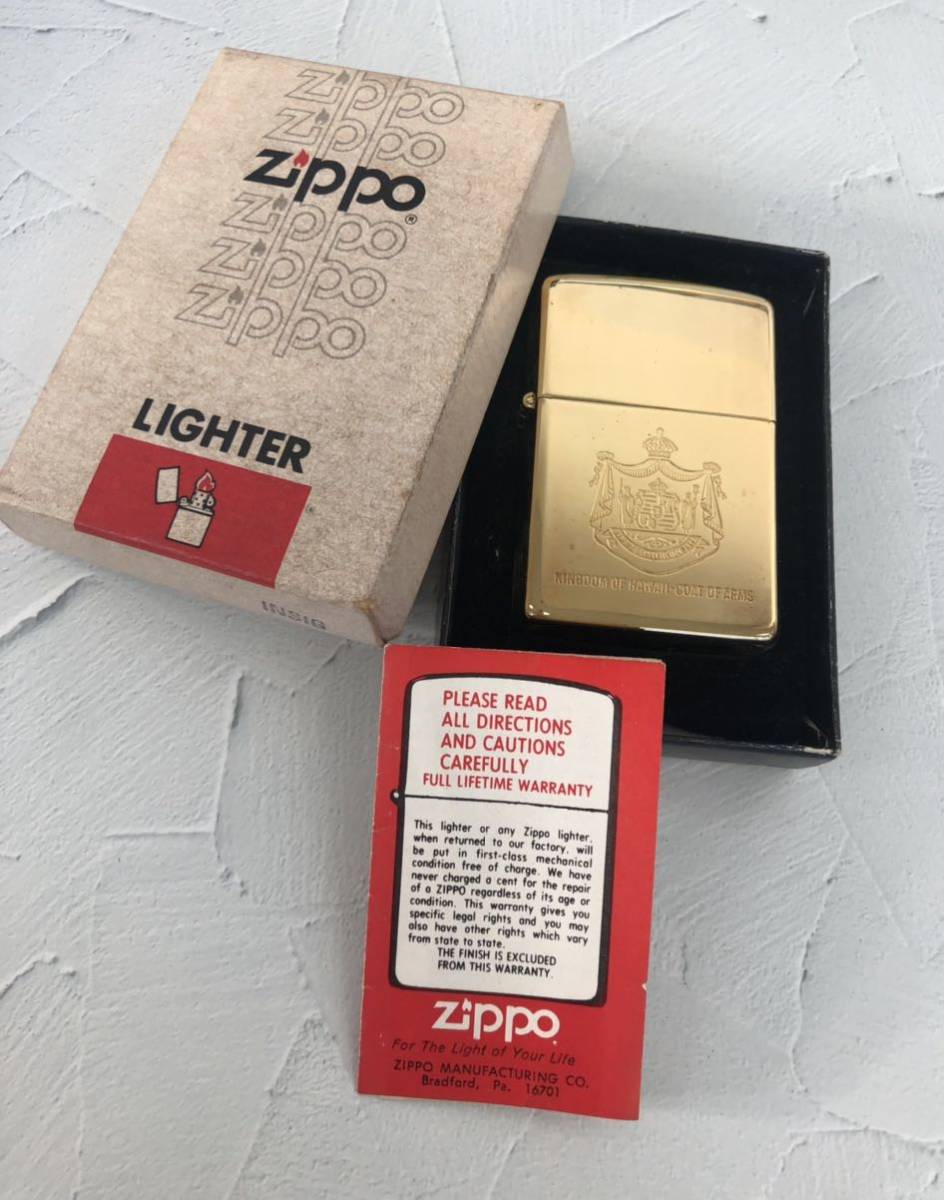 Zippo
Zippo
Zippo®
Zippo
Zippo
Zippo
LIGHTER
INSIG
KINGDOM OF HAWAII-COAT OF ARMS
PLEASE READ
ALL DIRECTIONS
AND CAUTIONS
CAREFULLY
FULL LIFETIME WARRANTY
This lighter or any Zippo lighter,
when returned to our factory, will
be put in first-class mechanical
condition free of charge. We have
never charged a cent for the repair
of a ZIPPO regardless of its age or
condition. This warranty gives you
specific legal rights and you may
also have other rights which vary
from state to state.
THE FINISH IS EXCLUDED
FROM THIS WARRANTY.
Zippo
For The Light of Your Life
ZIPPO MANUFACTURING CO.
Bradford, Pa. 16701